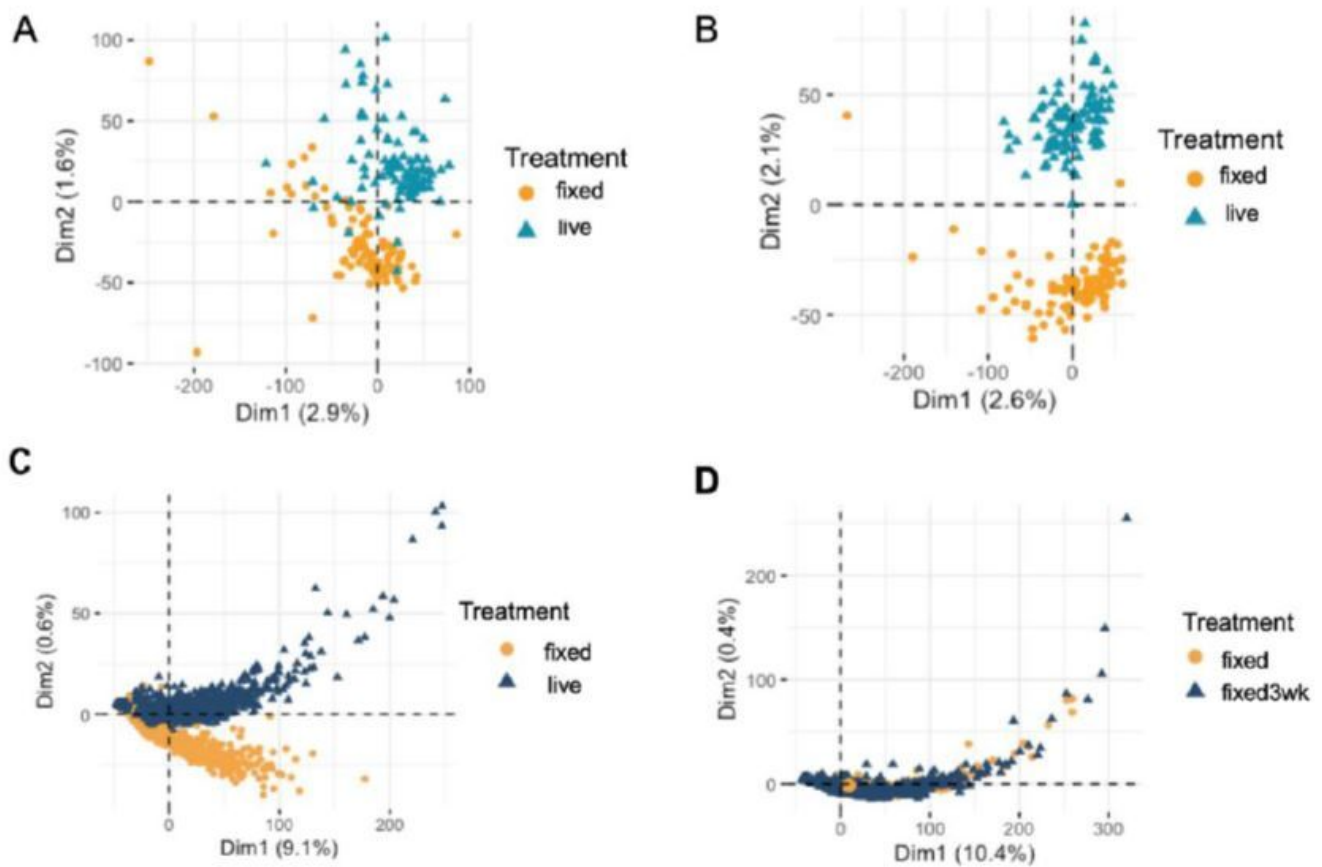 A
100
50
0
-50
-100
Dim2 (1.6%)
-200
-100
0
100
Dim1 (2.9%)
Treatment
fixed
live
B
50
0
-50
Dim2 (2.1%)
-200
-100
0
Dim1 (2.6%)
Treatment
fixed
live
C
100
50
0
Dim2 (0.6%)
0
100
200
Dim1 (9.1%)
Treatment
fixed
live
D
200
100
0
Dim2 (0.4%)
0
100
200
300
Dim1 (10.4%)
Treatment
fixed
fixed3wk